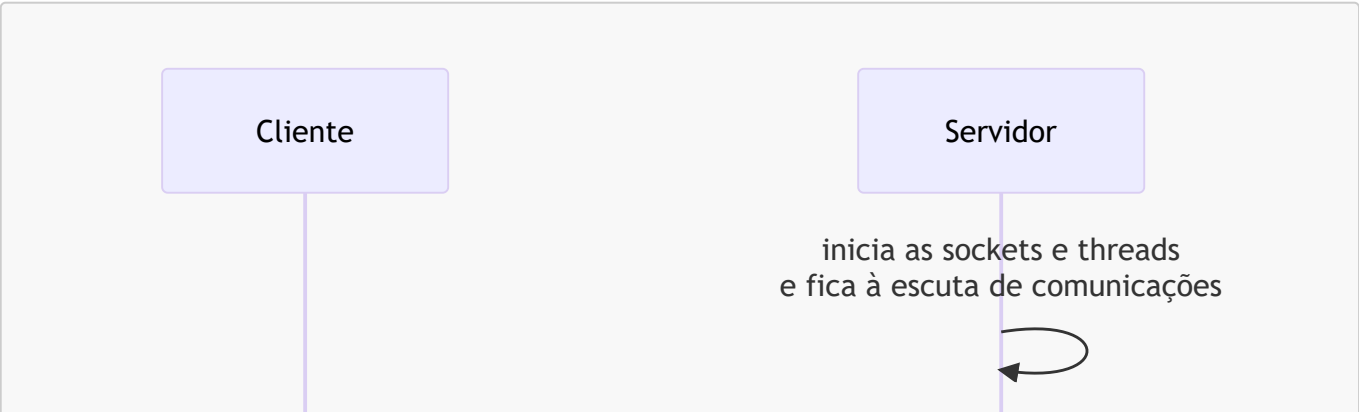 Cliente
Servidor
inicia as sockets e threads
e fica à escuta de comunicações